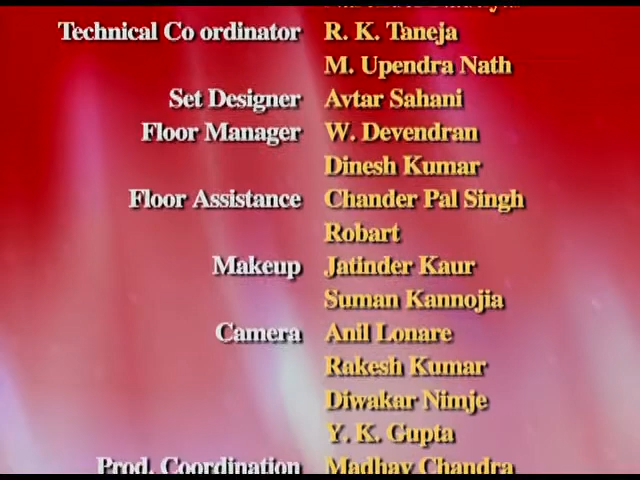 Technical Co ordinator R. K. Taneja
M. Upendra Nath
Set Designer Avtar Sahani
Floor Manager W. Devendran
Dinesh Kumar
Floor Assistance Chander Pal Singh
Robart
Makeup Jatinder Kaur
Suman Kannojia
Camera Anil Lonare
Rakesh Kumar
Diwakar Nimje
Y. K. Gupta
Prod. Coordination Madhav Chandra